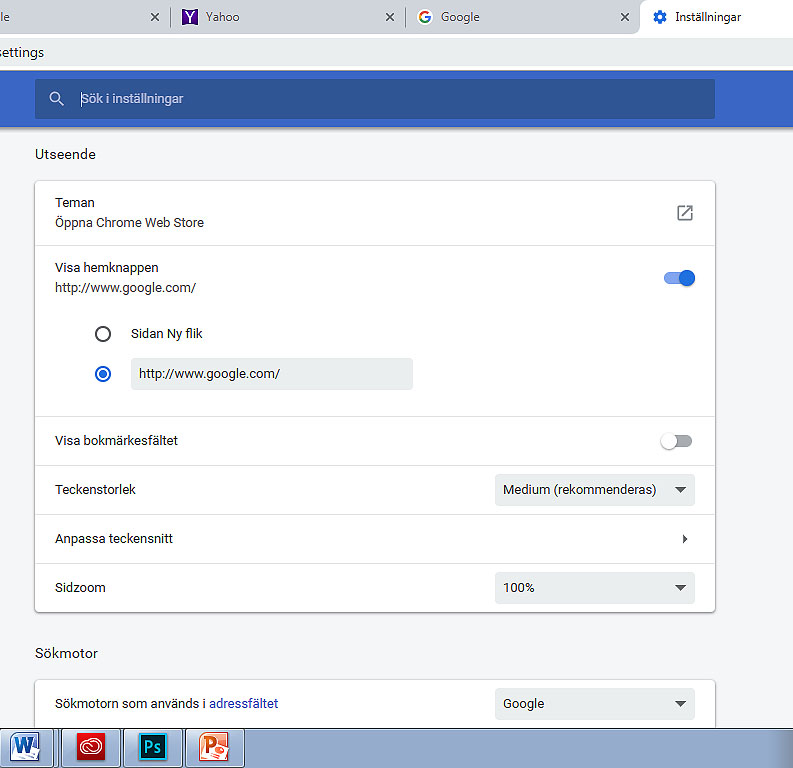 le
Yahoo
Google
Inställningar
settings
Sök i inställningar
Utseende
Teman
Öppna Chrome Web Store
Visa hemknappen
http://www.google.com/
Sidan Ny flik
http://www.google.com/
Visa bokmärkesfältet
Teckenstorlek
Medium (rekommenderas)
Anpassa teckensnitt
Sidzoom
100%
Sökmotor
Sökmotorn som används i adressfältet
Google
W
Ps
P